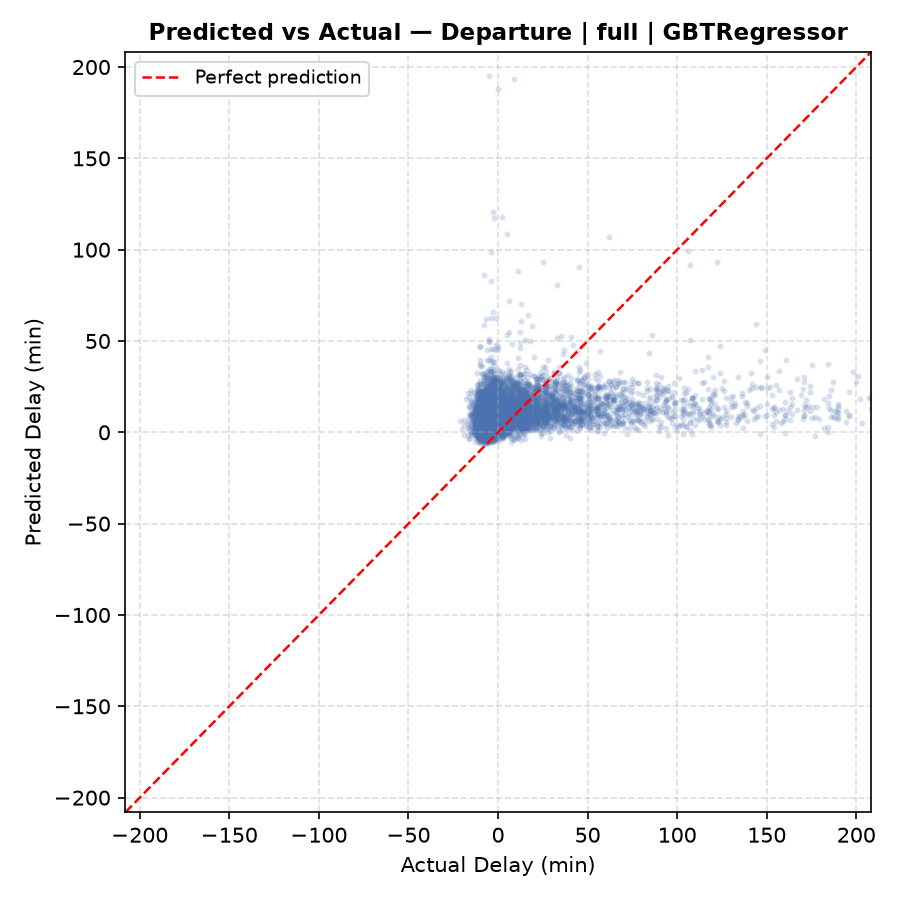 Predicted vs Actual — Departure | full | GBTRegressor
Perfect prediction
Predicted Delay (min)
200
150
100
50
0
−50
−100
−150
−200
−200 −150 −100 −50 0 50 100 150 200
Actual Delay (min)